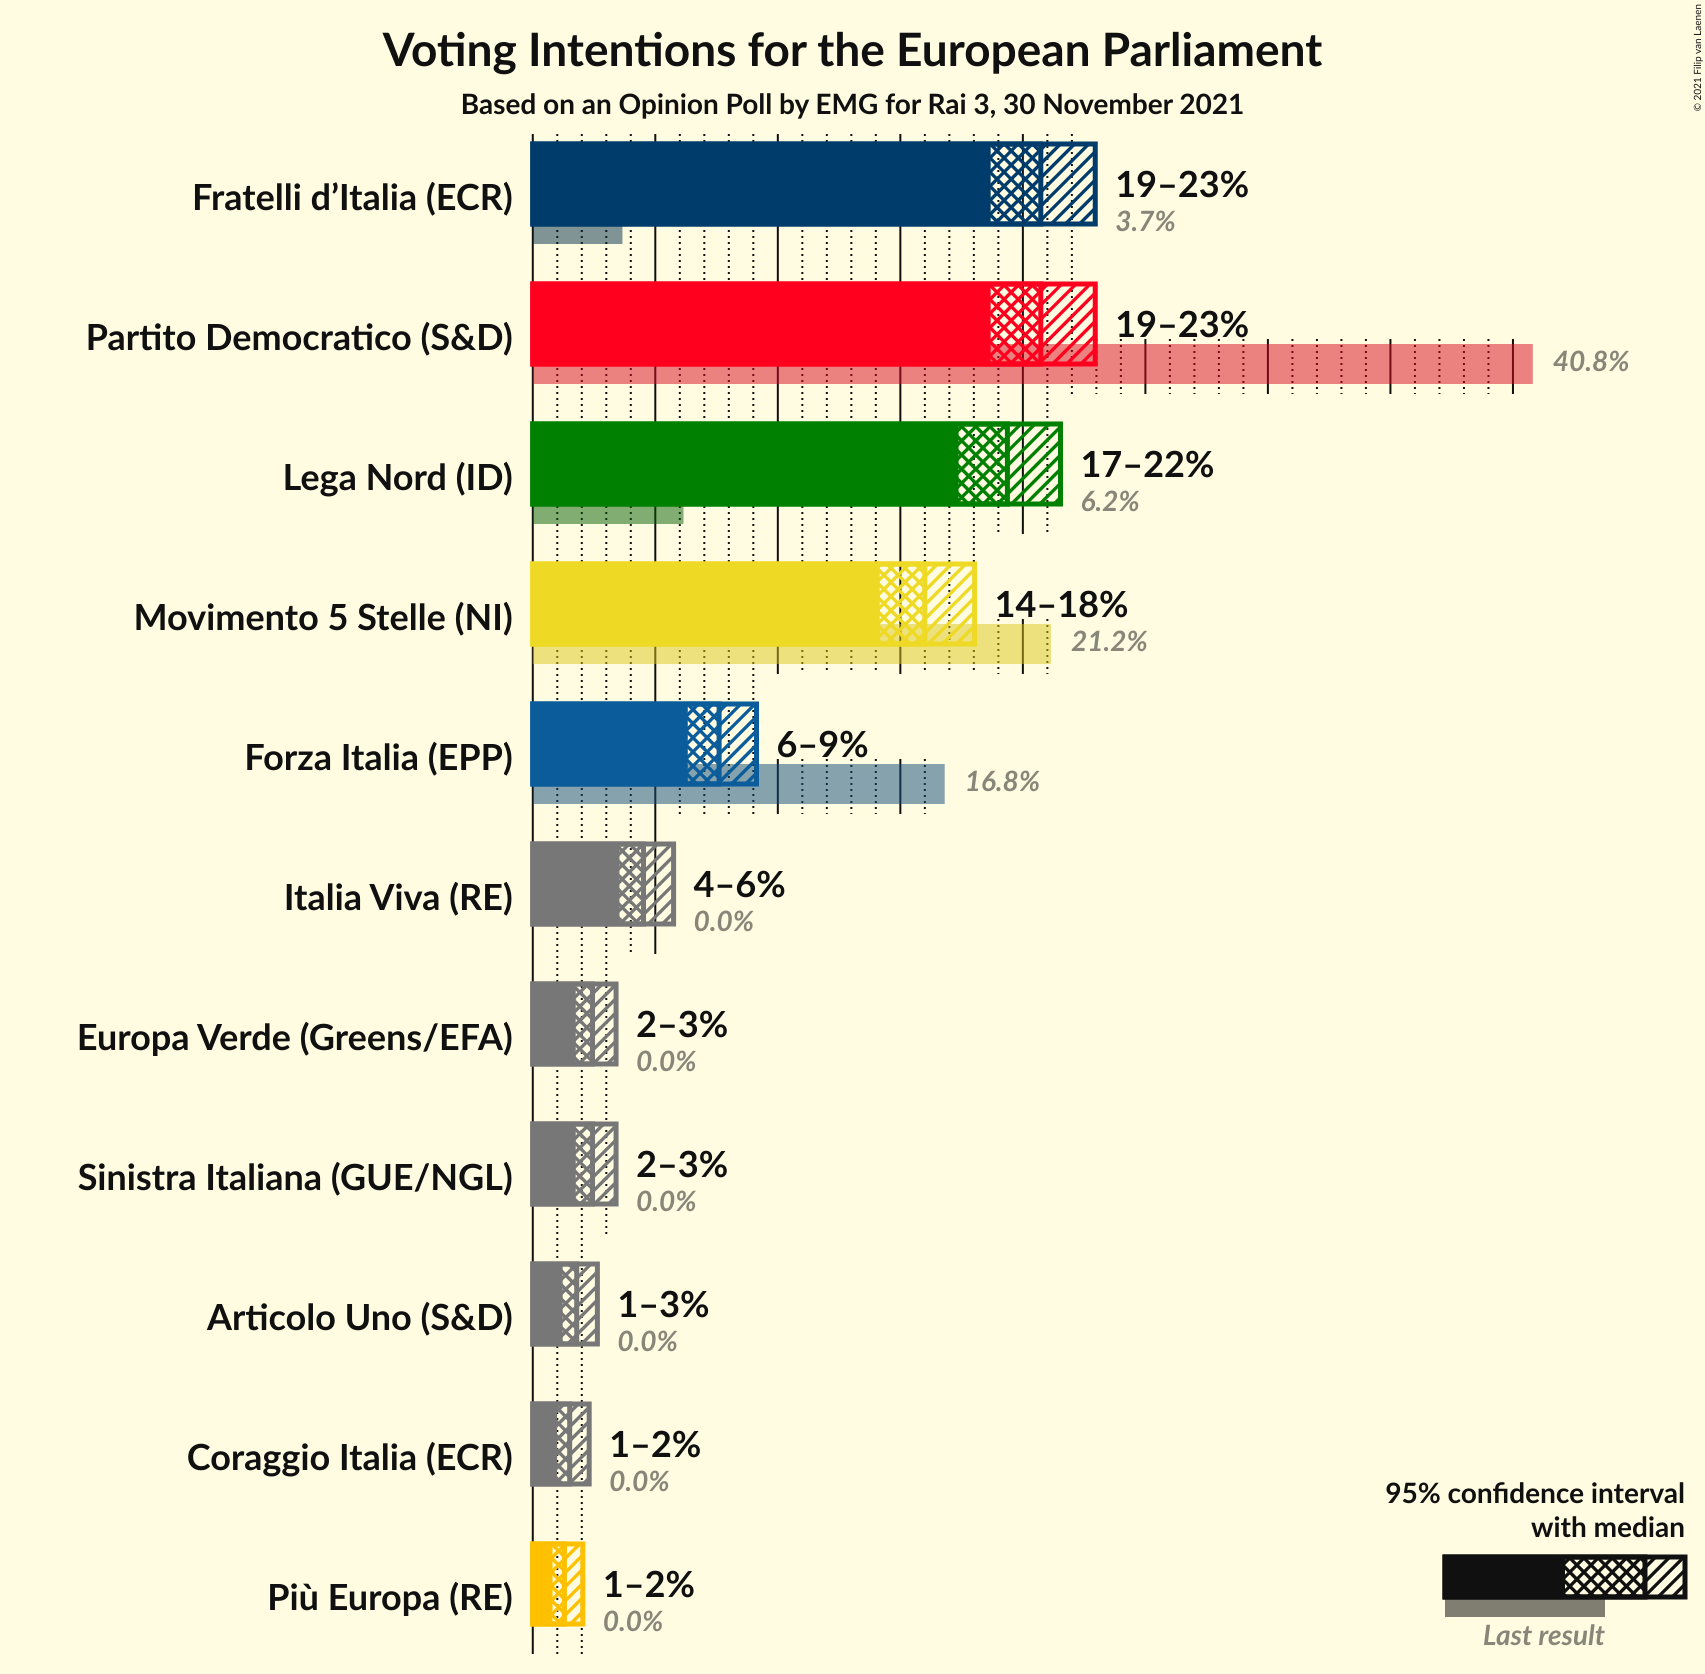 Voting Intentions for the European Parliament
Based on an Opinion Poll by EMG for Rai 3, 30 November 2021
© 2021 Filip van Laenen
Fratelli d’Italia (ECR)
19–23%
3.7%
Partito Democratico (S&D)
19–23%
40.8%
Lega Nord (ID)
17–22%
6.2%
Movimento 5 Stelle (NI)
14–18%
21.2%
Forza Italia (EPP)
6–9%
16.8%
Italia Viva (RE)
4–6%
0.0%
Europa Verde (Greens/EFA)
2–3%
0.0%
Sinistra Italiana (GUE/NGL)
2–3%
0.0%
Articolo Uno (S&D)
1–3%
0.0%
Coraggio Italia (ECR)
1–2%
0.0%
Più Europa (RE)
1–2%
0.0%
95% confidence interval
with median
Last result